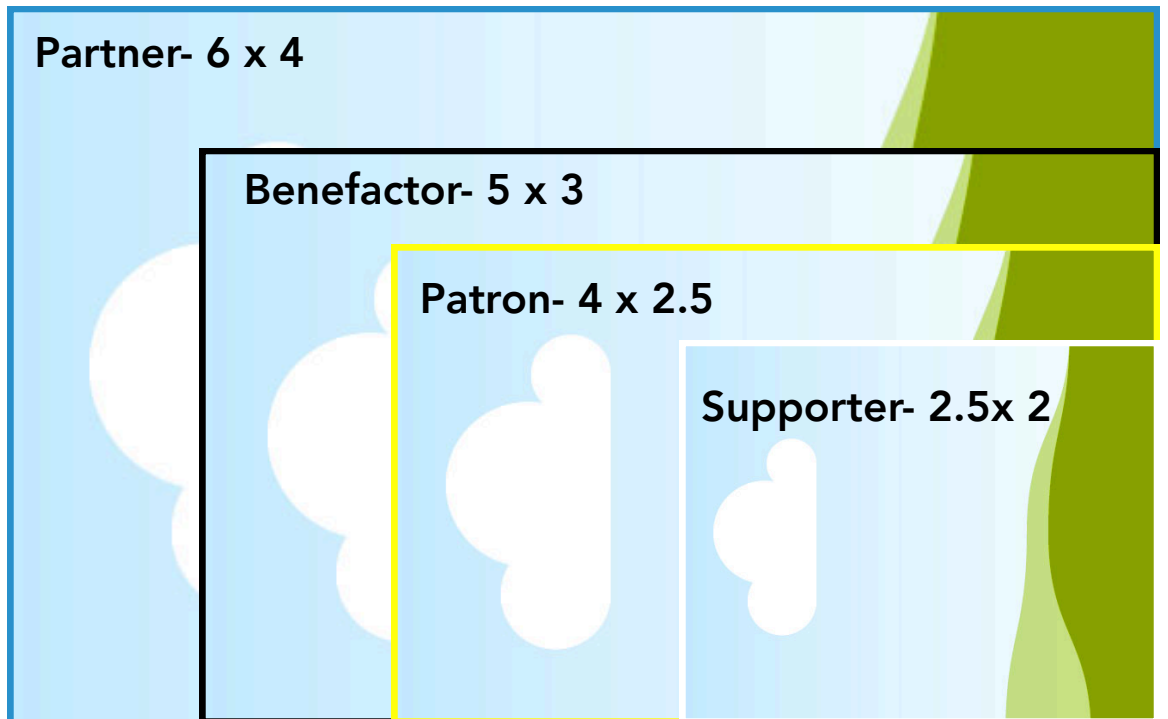 Partner- 6 x 4
Benefactor- 5 x 3
Patron- 4 x 2.5
Supporter- 2.5x 2